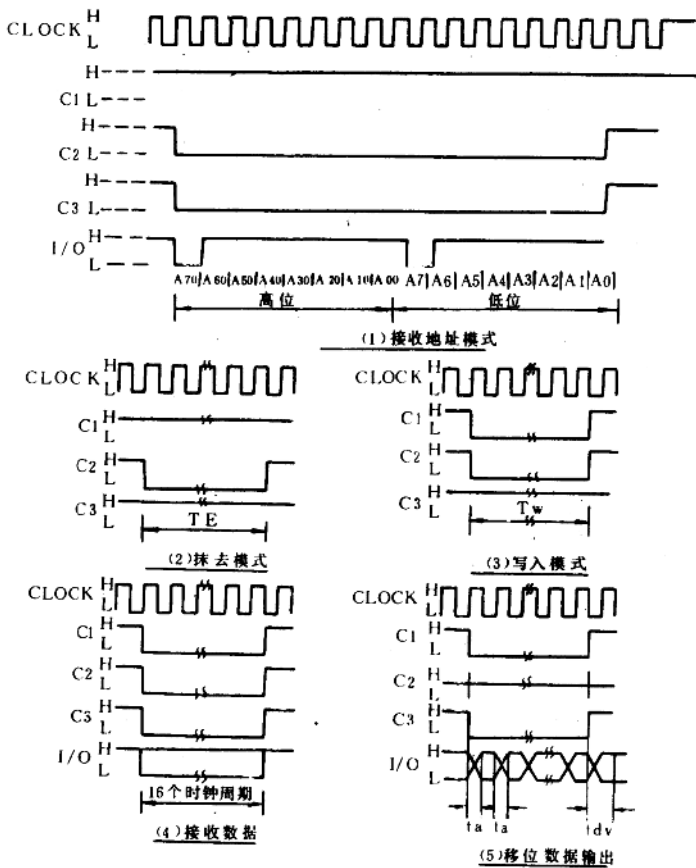 CLOCK H
L
H
C1 L
H
C2 L
H
C3 L
I/O H
L
A70 A60 A50 A40 A30 A20 A10 A00 A7 A6 A5 A4 A3 A2 A1 A0
高位 低位
(1)接收地址模式
CLOCK H
L
C1 H
L
C2 H
L
C3 H
L
TE
(2)抹去模式
CLOCK H
L
C1 H
L
C2 H
L
C3 H
L
Tw
(3)写入模式
CLOCK H
L
C1 H
L
C2 H
L
C3 H
L
I/O H
L
16个时钟周期
(4)接收数据
CLOCK H
L
C1 H
L
C2 H
L
C3 H
L
I/O H
L
ta ta tdv
(5)移位数据输出